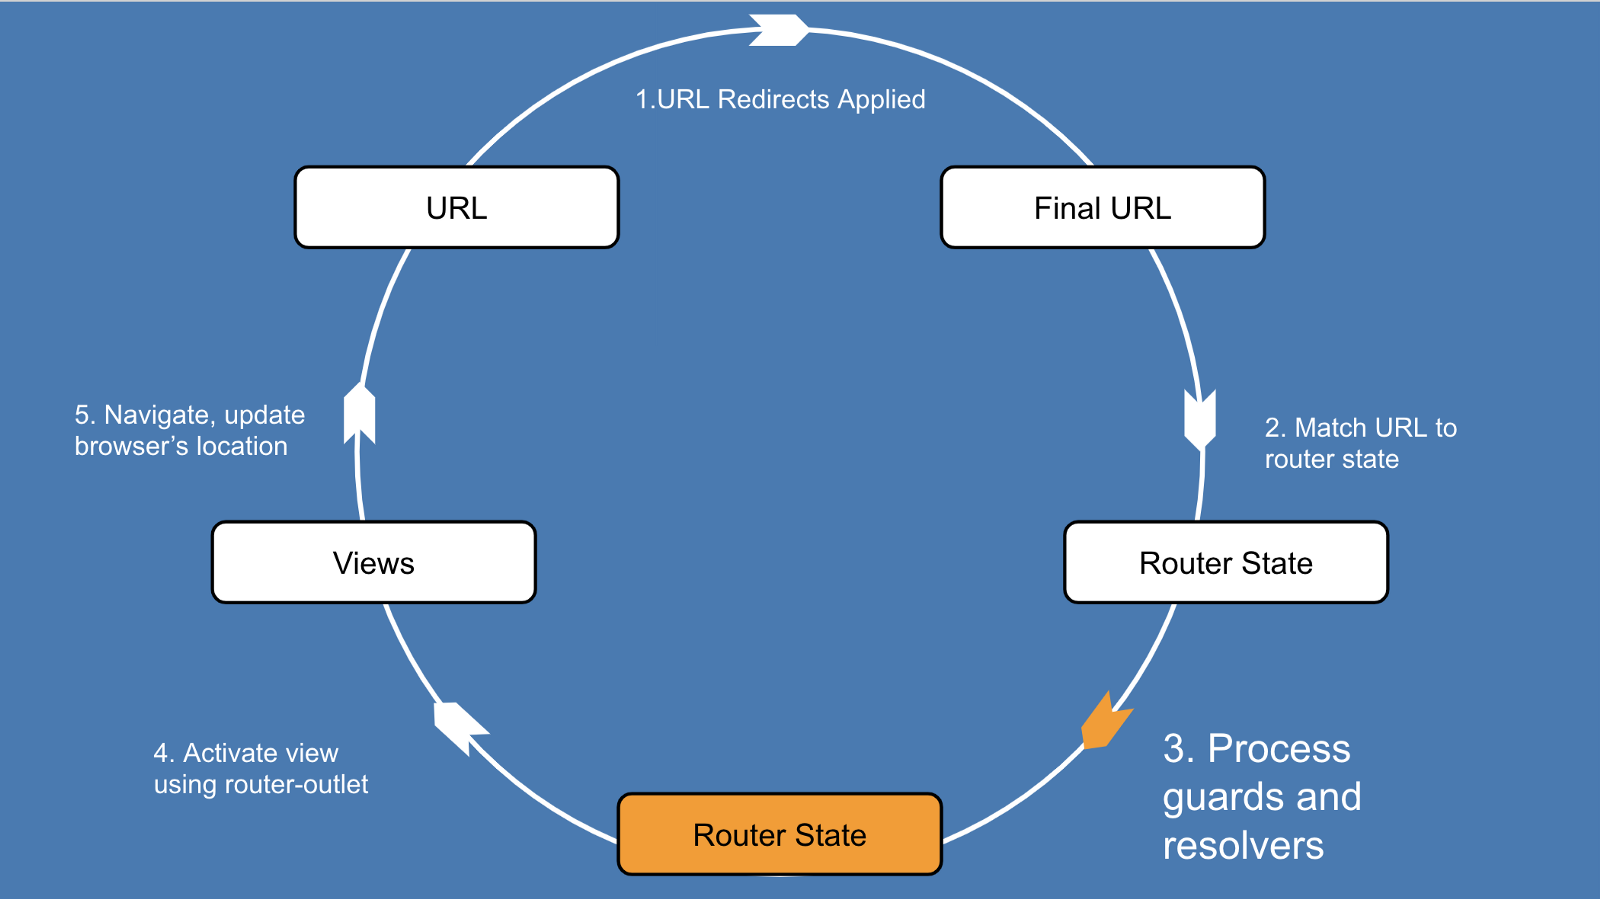 1.URL Redirects Applied
URL
Final URL
5. Navigate, update
browser’s location
2. Match URL to
router state
Views
Router State
4. Activate view
using router-outlet
3. Process
guards and
resolvers
Router State